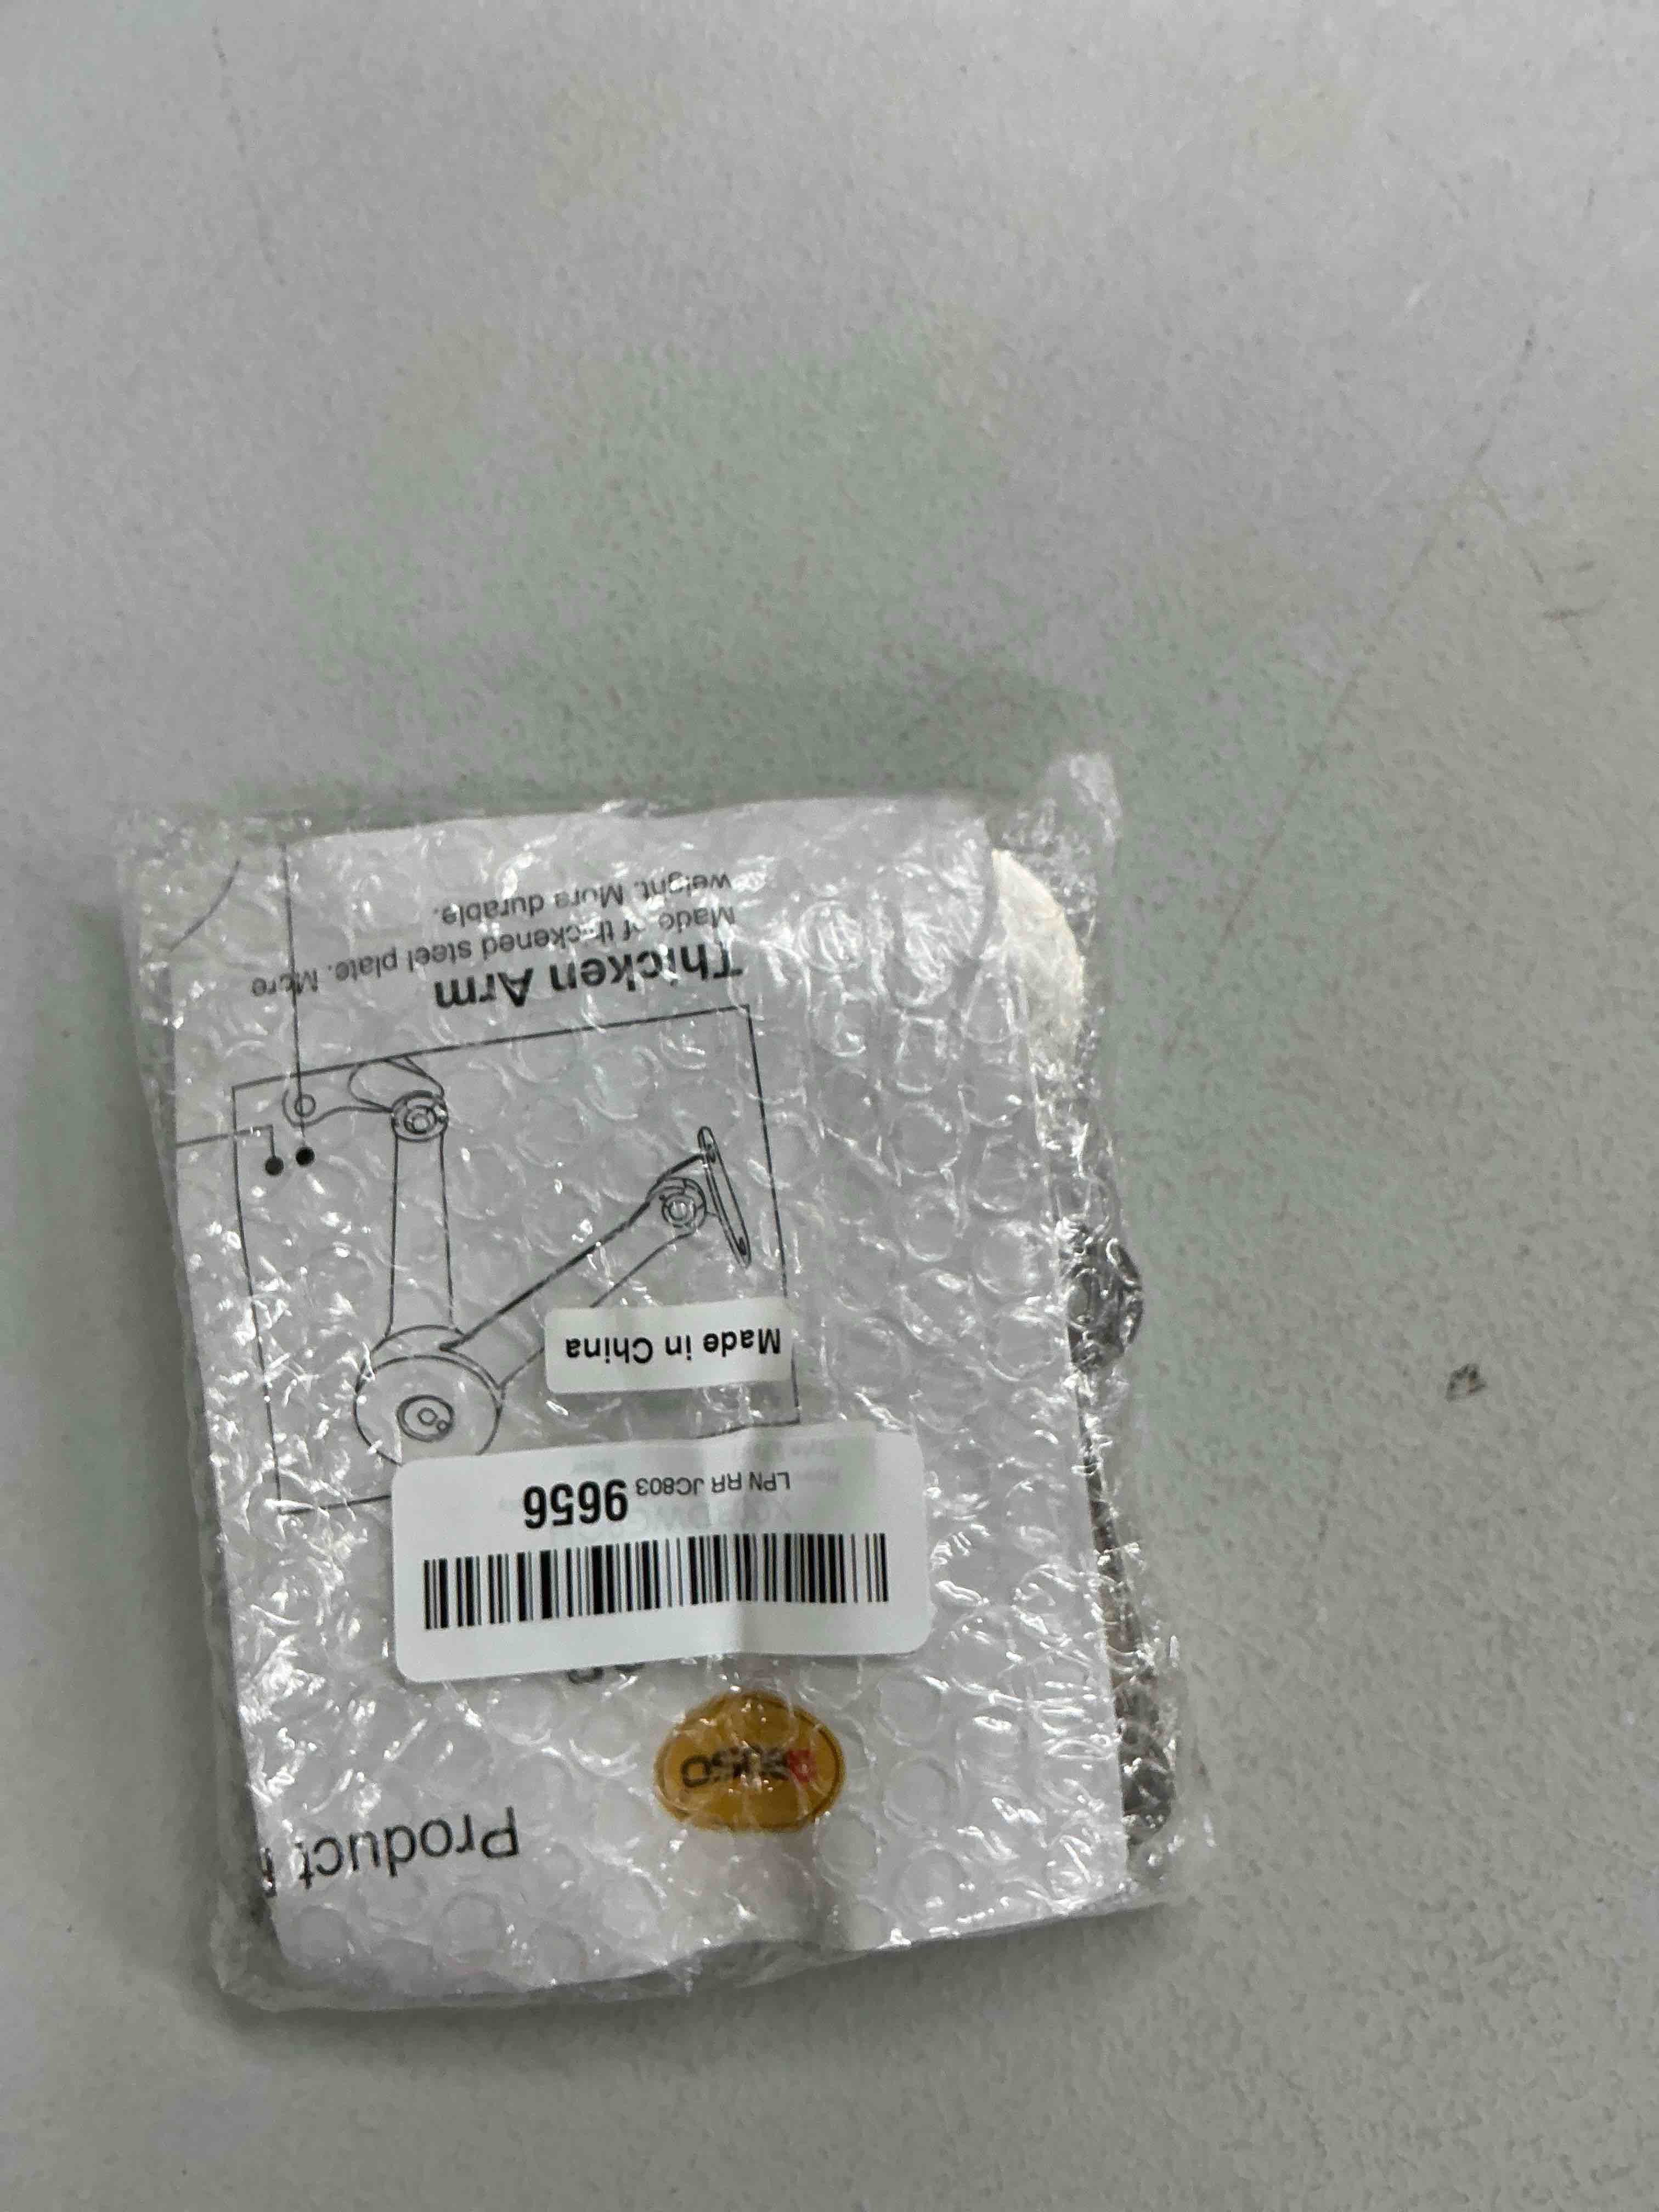 Product
Made in China
LPN RR JC803 9656
Thicken Arm
Made of thickened steel plate. More
weight. More durable.